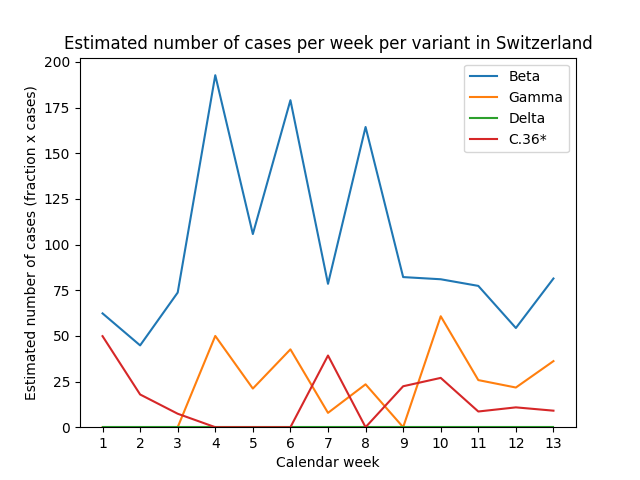 Estimated number of cases per week per variant in Switzerland
Estimated number of cases (fraction x cases)
200
175
150
125
100
75
50
25
0
Beta
Gamma
Delta
C.36*
1 2 3 4 5 6 7 8 9 10 11 12 13
Calendar week